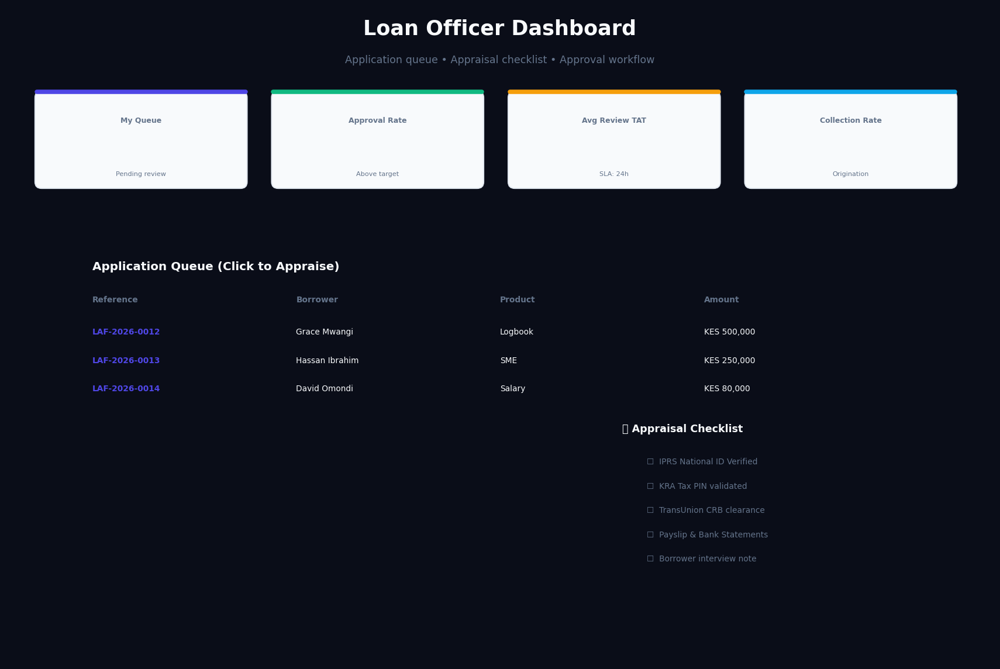 Loan Officer Dashboard
Application queue • Appraisal checklist • Approval workflow
My Queue
Pending review
Approval Rate
Above target
Avg Review TAT
SLA: 24h
Collection Rate
Origination
Application Queue (Click to Appraise)
Reference Borrower Product Amount
LAF-2026-0012 Grace Mwangi Logbook KES 500,000
LAF-2026-0013 Hassan Ibrahim SME KES 250,000
LAF-2026-0014 David Omondi Salary KES 80,000
Appraisal Checklist
☐ IPRS National ID Verified
☐ KRA Tax PIN validated
☐ TransUnion CRB clearance
☐ Payslip & Bank Statements
☐ Borrower interview note